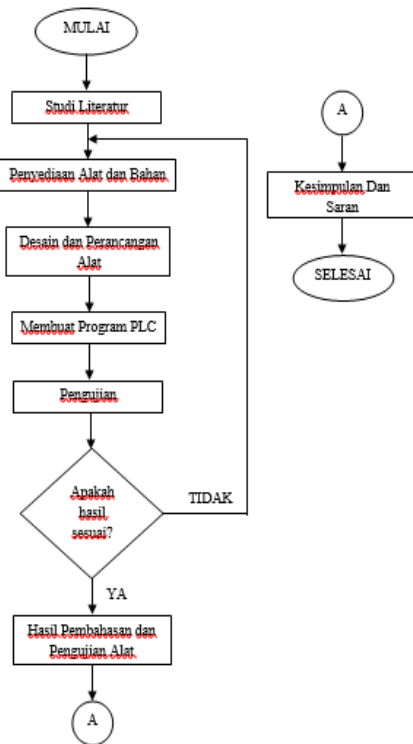 MULAI
Studi Literatur
Penyediaan Alat dan Bahan
Desain dan Perancangan
Alat
Membuat Program PLC
Pengujian
Apakah
hasil
sesuai?
TIDAK
YA
Hasil Pembahasan dan
Pengujian Alat
A
A
Kesimpulan Dan
Saran
SELESAI